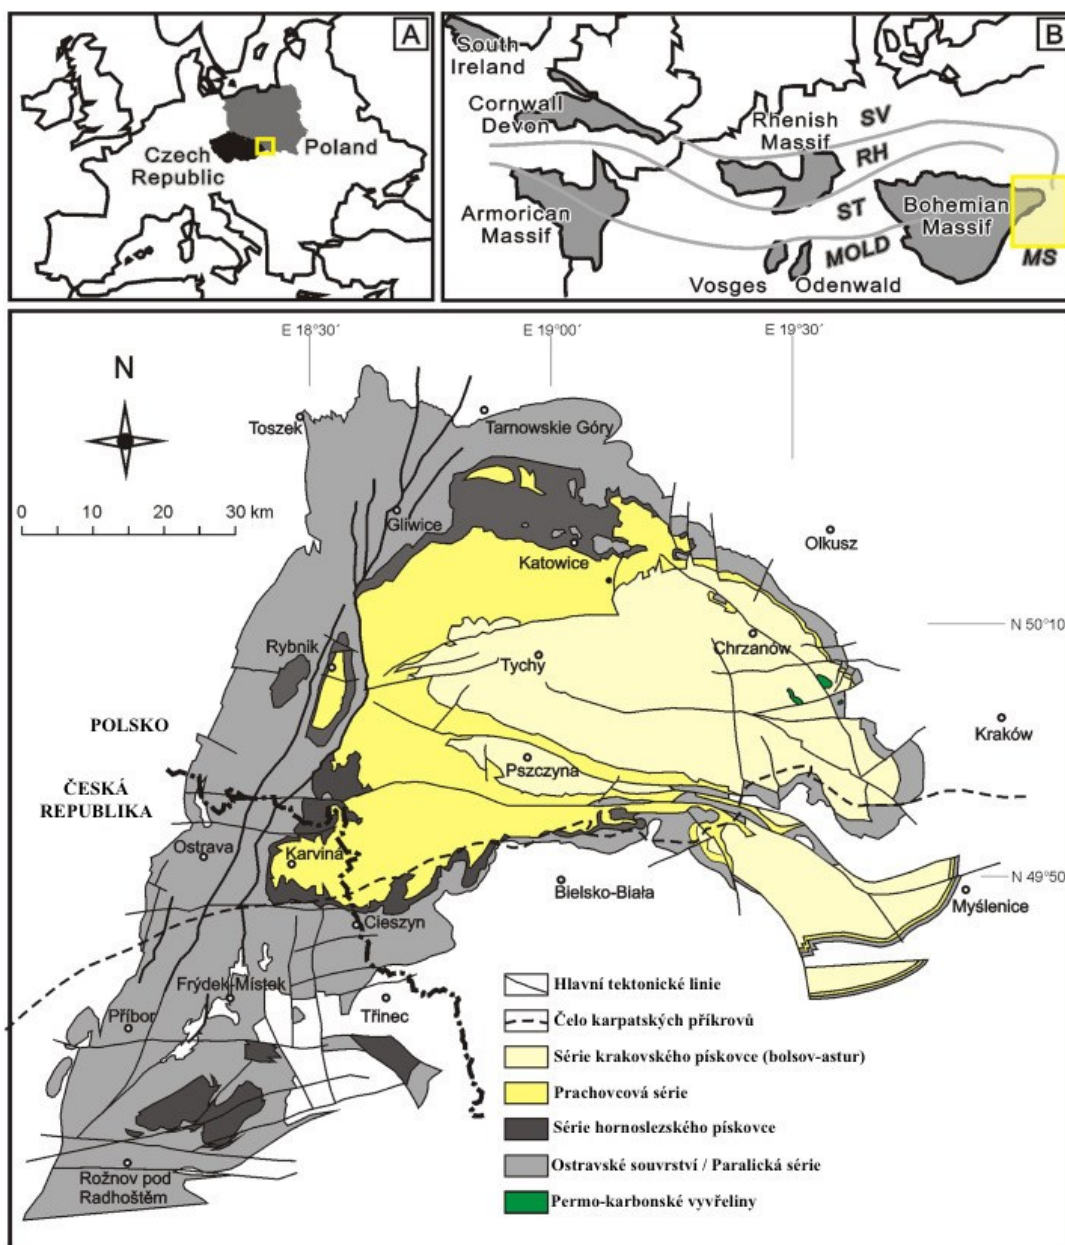 A
Czech
Republic
Poland
B
South
Ireland
Cornwall
Devon
Armorican
Massif
Rhenish
Massif
SV
RH
ST
MOLD
Bohemian
Massif
MS
Vosges
Odenwald
E 18°30´
E 19°00´
E 19°30´
N
Toszek
Tarnowskie Góry
0 10 20 30 km
Gliwice
Olkusz
Katowice
N 50°10
Rybnik
Chrzanów
Tychy
POLSKO
Kraków
Pszczyna
ČESKÁ
REPUBLIKA
Ostrava
Karviná
Bielsko-Biała
N 49°50
Myślenice
Cieszyn
Frýdek-Místek
Třinec
Příbor
Rožnov pod
Radhoštěm
Hlavní tektonické linie
Čelo karpatských příkrovů
Série krakovského pískovce (bolsov-astur)
Prachovcová série
Série hornoslezského pískovce
Ostravské souvrství / Paralická série
Permo-karbonské vyvřeliny